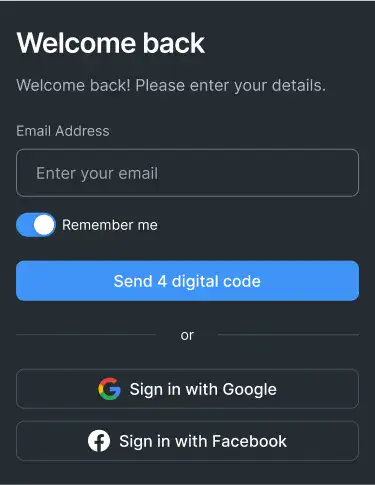 Welcome back
Welcome back! Please enter your details.
Email Address
Enter your email
Remember me
Send 4 digital code
or
Sign in with Google
Sign in with Facebook